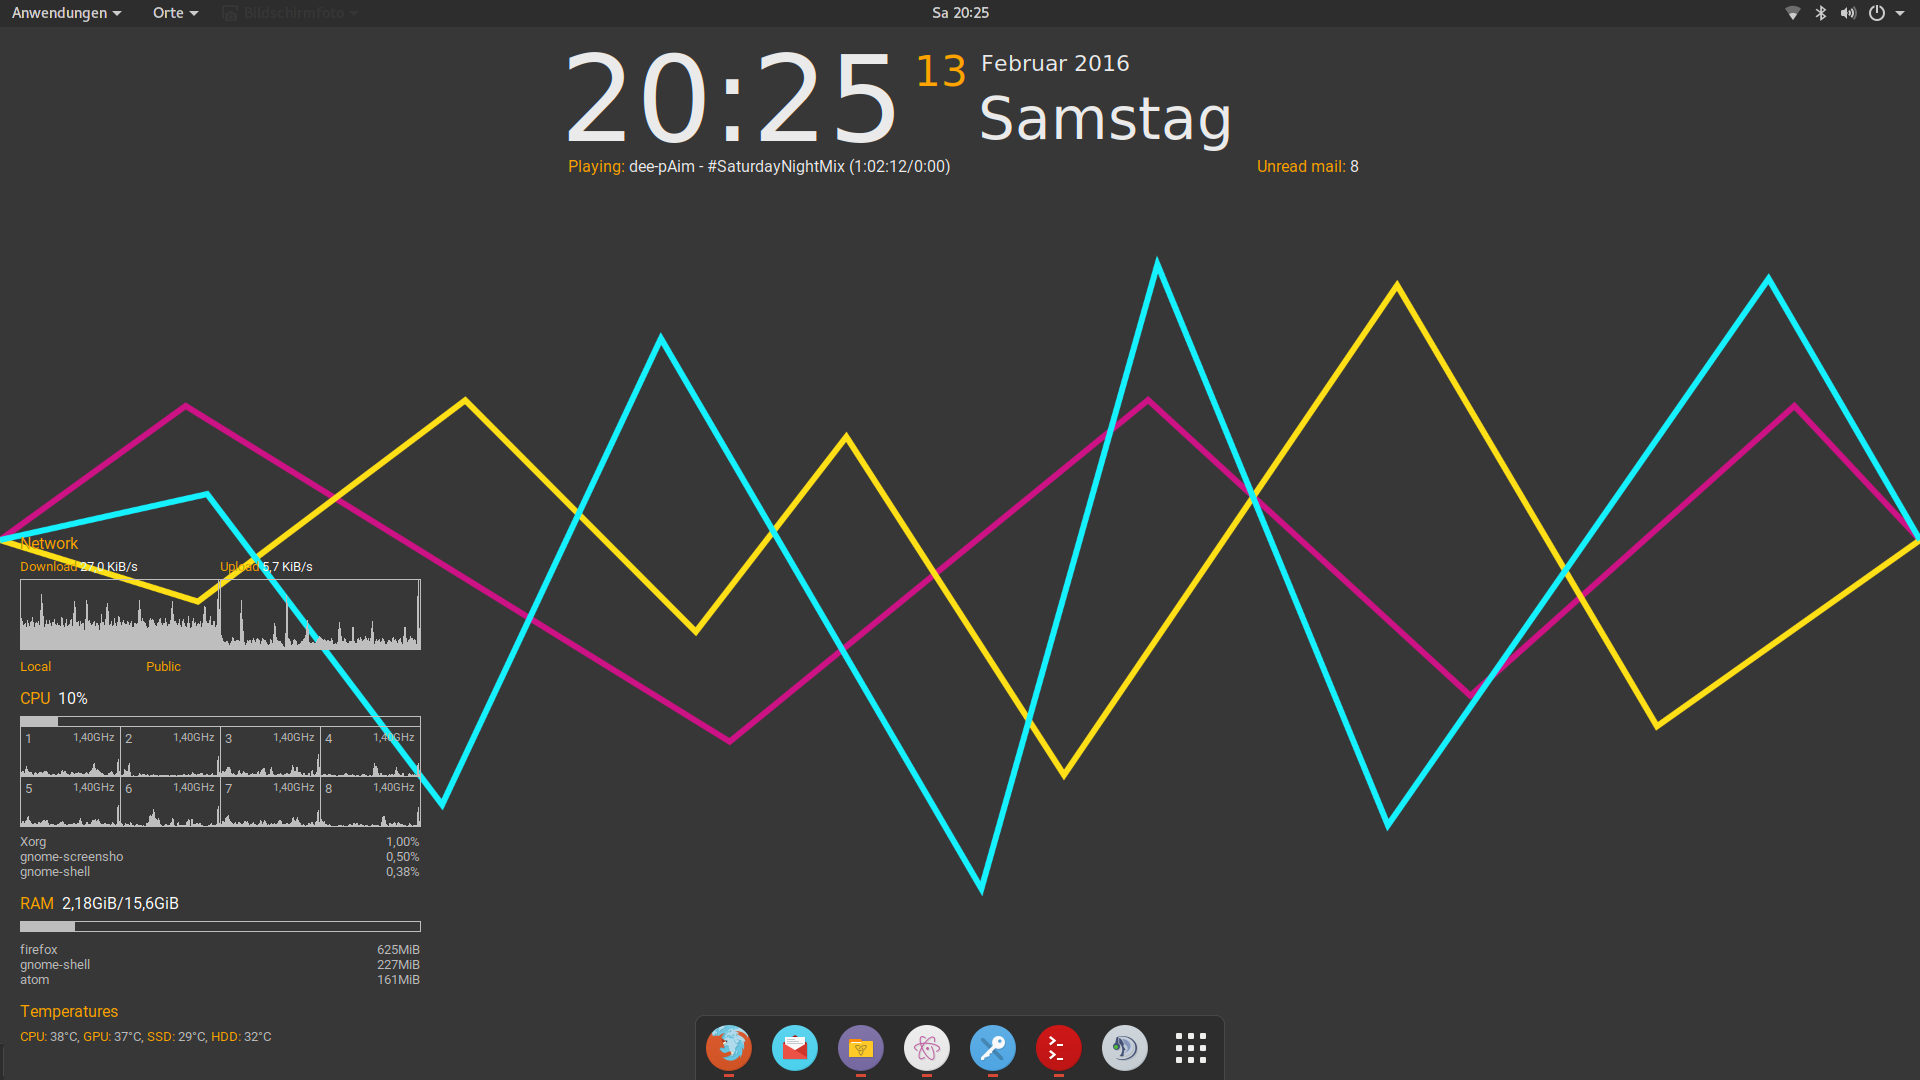 Anwendungen Orte Bildschirmfoto Sa 20:25
20:25 13 Februar 2016
Samstag
Playing: dee-pAim - #SaturdayNightMix (1:02:12/0:00) Unread mail: 8
Network
Download 27,0 KiB/s Upload 5,7 KiB/s
Local Public
CPU 10%
1 1,40GHz 2 1,40GHz 3 1,40GHz 4 1,40GHz
5 1,40GHz 6 1,40GHz 7 1,40GHz 8 1,40GHz
Xorg 1,00%
gnome-screensho 0,50%
gnome-shell 0,38%
RAM 2,18GiB/15,6GiB
firefox 625MiB
gnome-shell 227MiB
atom 161MiB
Temperatures
CPU: 38°C, GPU: 37°C, SSD: 29°C, HDD: 32°C